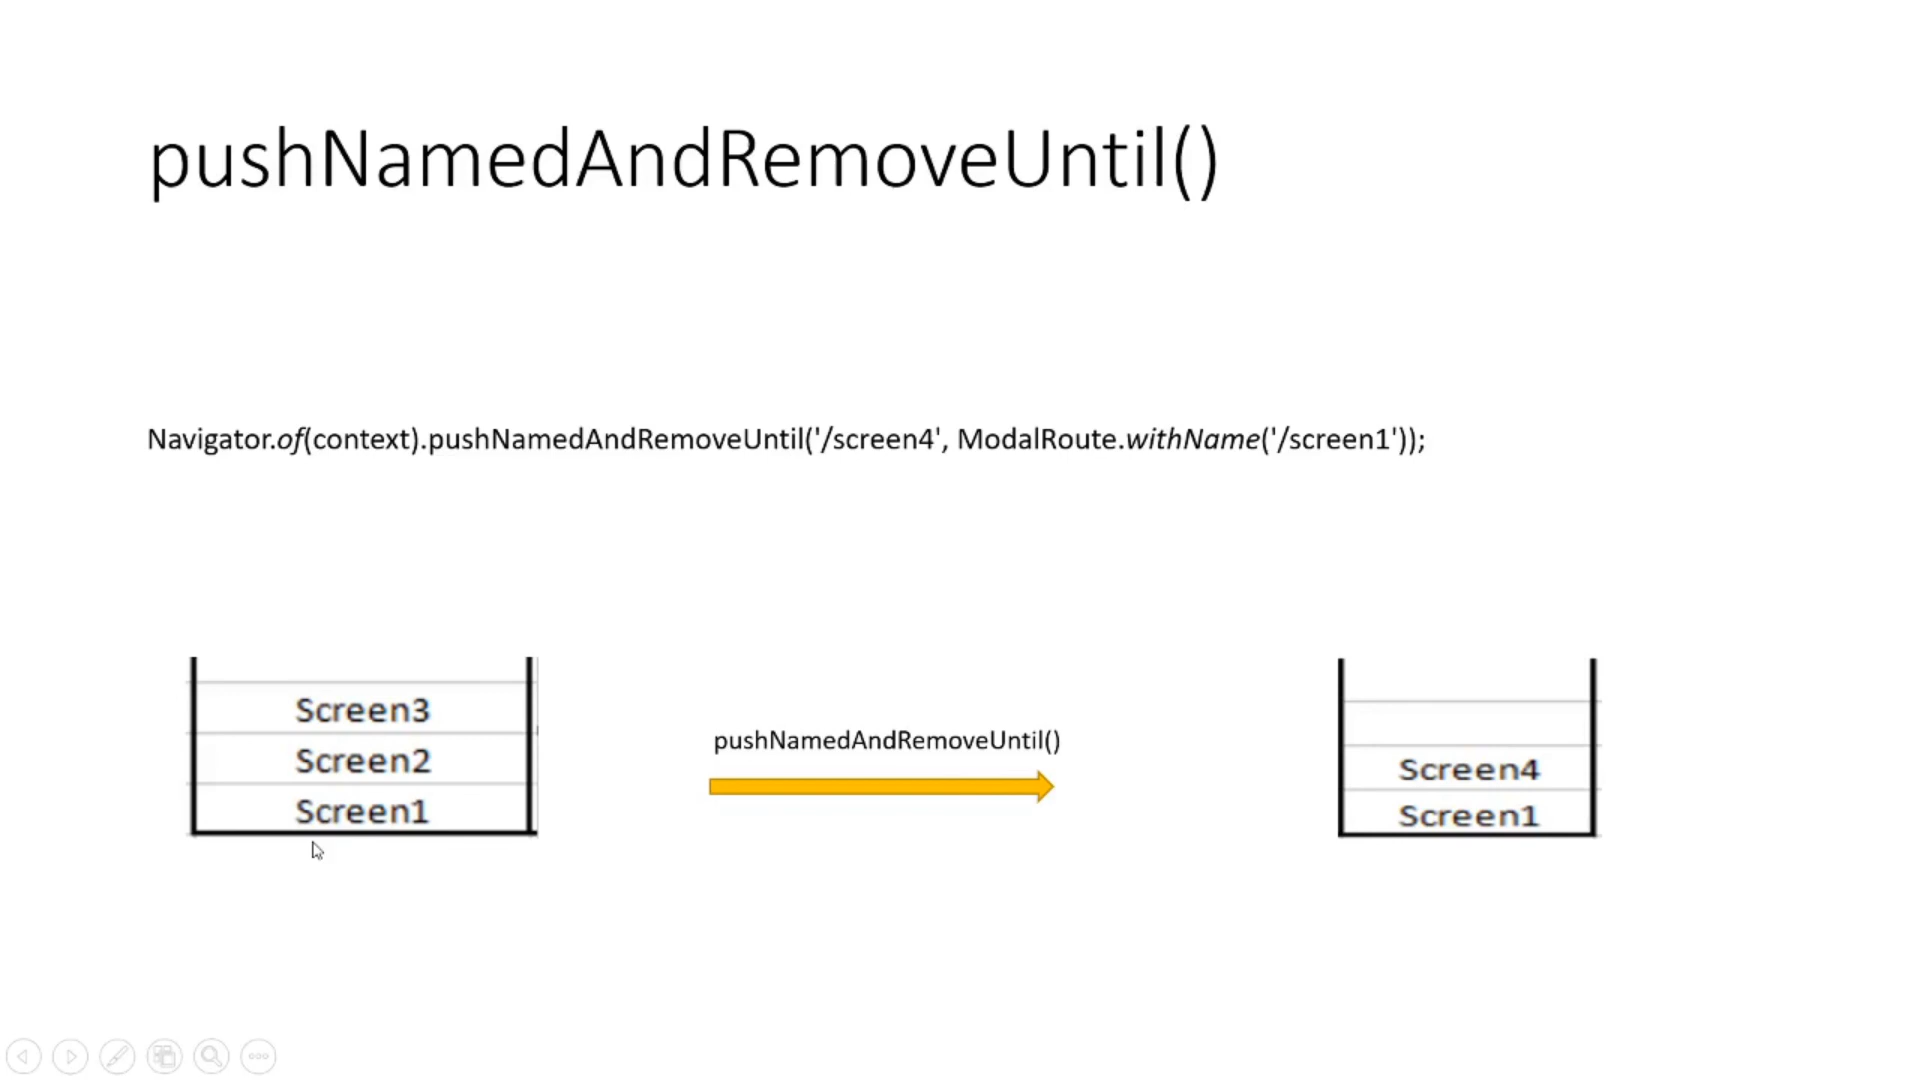 pushNamedAndRemoveUntil()
Navigator.of(context).pushNamedAndRemoveUntil('/screen4', ModalRoute.withName('/screen1'));
Screen3
Screen2
Screen1
pushNamedAndRemoveUntil()
Screen4
Screen1